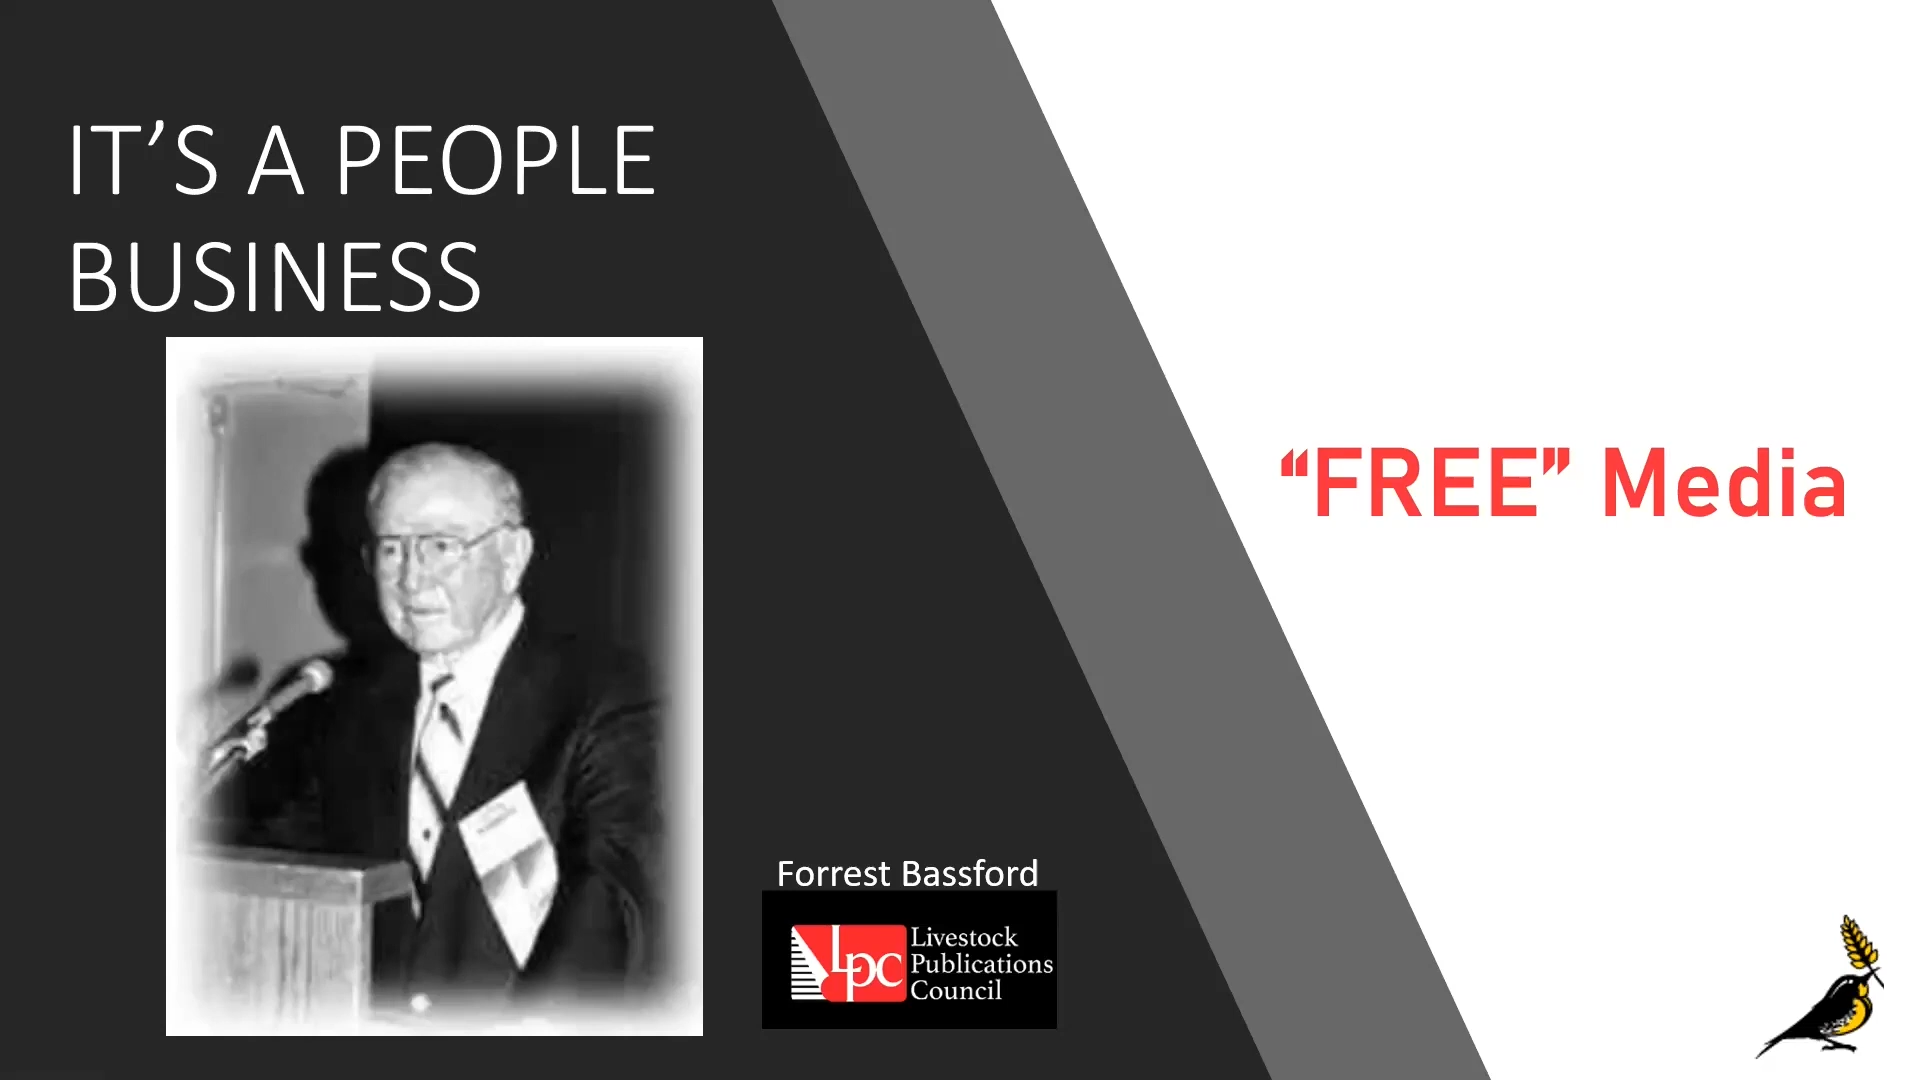 IT’S A PEOPLE
BUSINESS
“FREE” Media
Forrest Bassford
Lpc
Livestock
Publications
Council